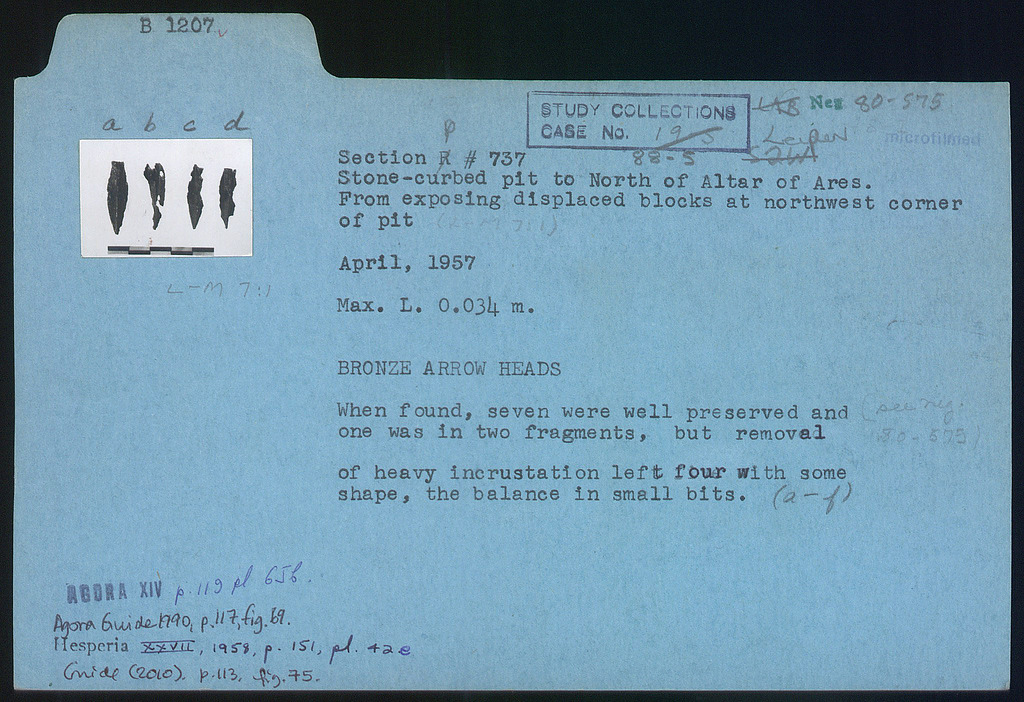 B 1207
a b c d
STUDY COLLECTIONS
CASE No. 195
88-5
LAB Neg 80-575
microfilmed
Section R # 737
Stone-curbed pit to North of Altar of Ares.
From exposing displaced blocks at northwest corner
of pit
L-M 7:1
April, 1957
Max. L. 0.034 m.
BRONZE ARROW HEADS
When found, seven were well preserved and
one was in two fragments, but removal
(see neg.
80-575)
of heavy incrustation left four with some
shape, the balance in small bits. (a-f)
AGORA XIV p.119 pl 65b.
Agora Guide 1990, p.117, fig. 69.
Hesperia XXVII, 1958, p. 151, pl. 42e
Guide (2010). p.113, fig. 75.